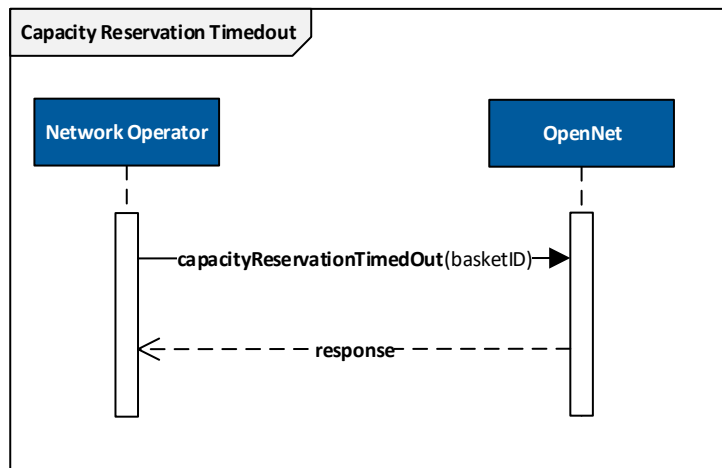 Capacity Reservation Timedout
Network Operator
OpenNet
capacityReservationTimedOut(basketID)
response